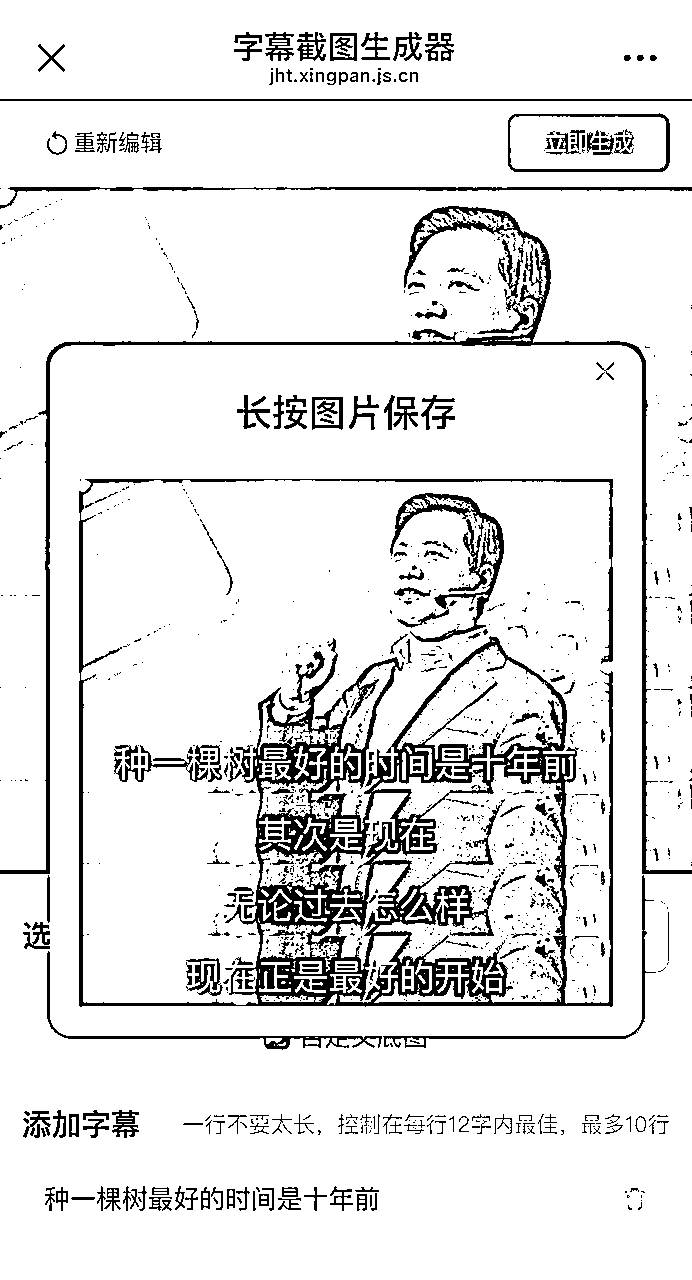 字幕截图生成器
jht.xingpan.js.cn
重新编辑
立即生成
长按图片保存
种一棵树最好的时间是十年前
其次是现在
无论过去怎么样
现在正是最好的开始
选
自定义底图
添加字幕
一行不要太长，控制在每行12字内最佳，最多10行
种一棵树最好的时间是十年前